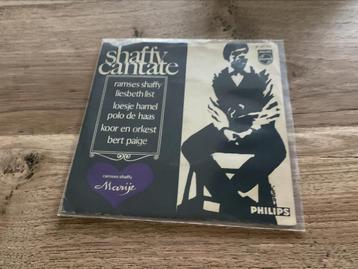 shaffy
cantate
ramses shaffy
liesbeth list
loesje hamel
polo de haas
koor en orkest
bert paige
ramses shaffy
Marije
PHILIPS